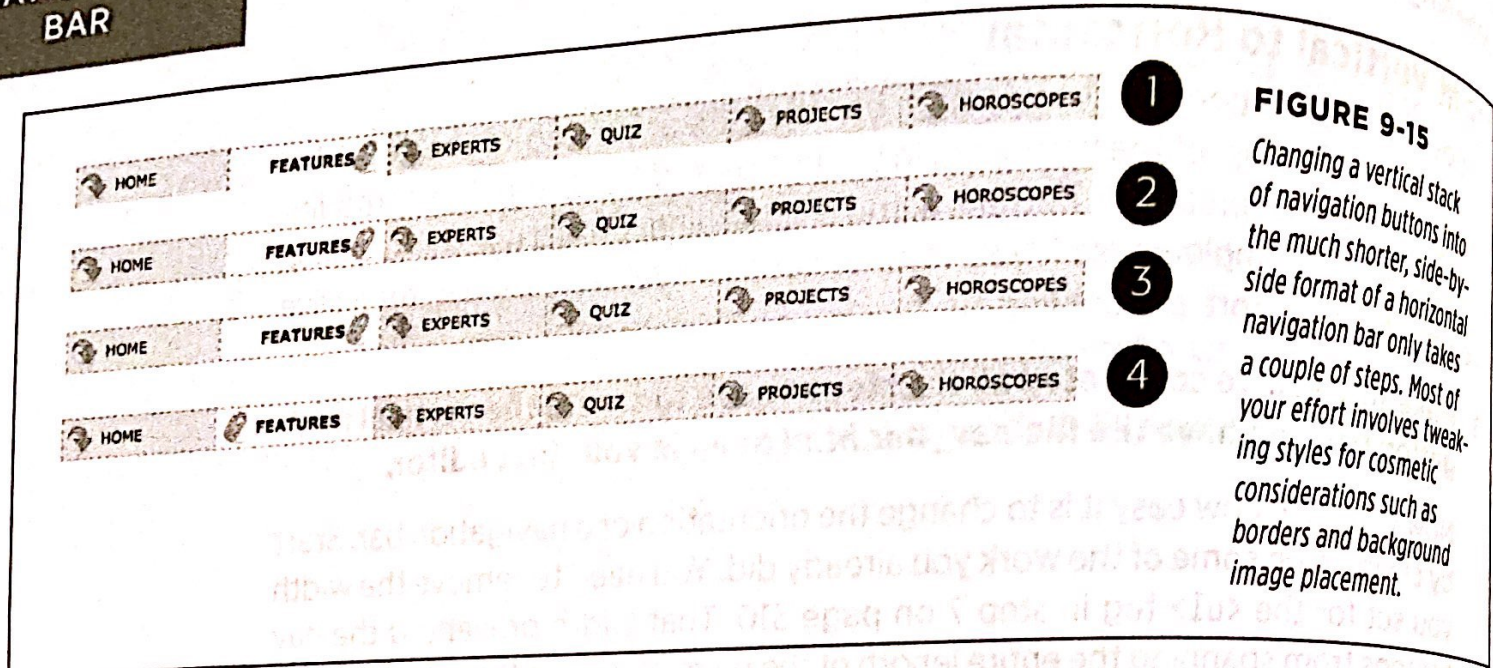 BAR
HOME FEATURES EXPERTS QUIZ PROJECTS HOROSCOPES 1
HOME FEATURES EXPERTS QUIZ PROJECTS HOROSCOPES 2
HOME FEATURES EXPERTS QUIZ PROJECTS HOROSCOPES 3
HOME FEATURES EXPERTS QUIZ PROJECTS HOROSCOPES 4
FIGURE 9-15
Changing a vertical stack
of navigation buttons into
the much shorter, side-by-
side format of a horizontal
navigation bar only takes
a couple of steps. Most of
your effort involves tweak-
ing styles for cosmetic
considerations such as
borders and background
image placement.